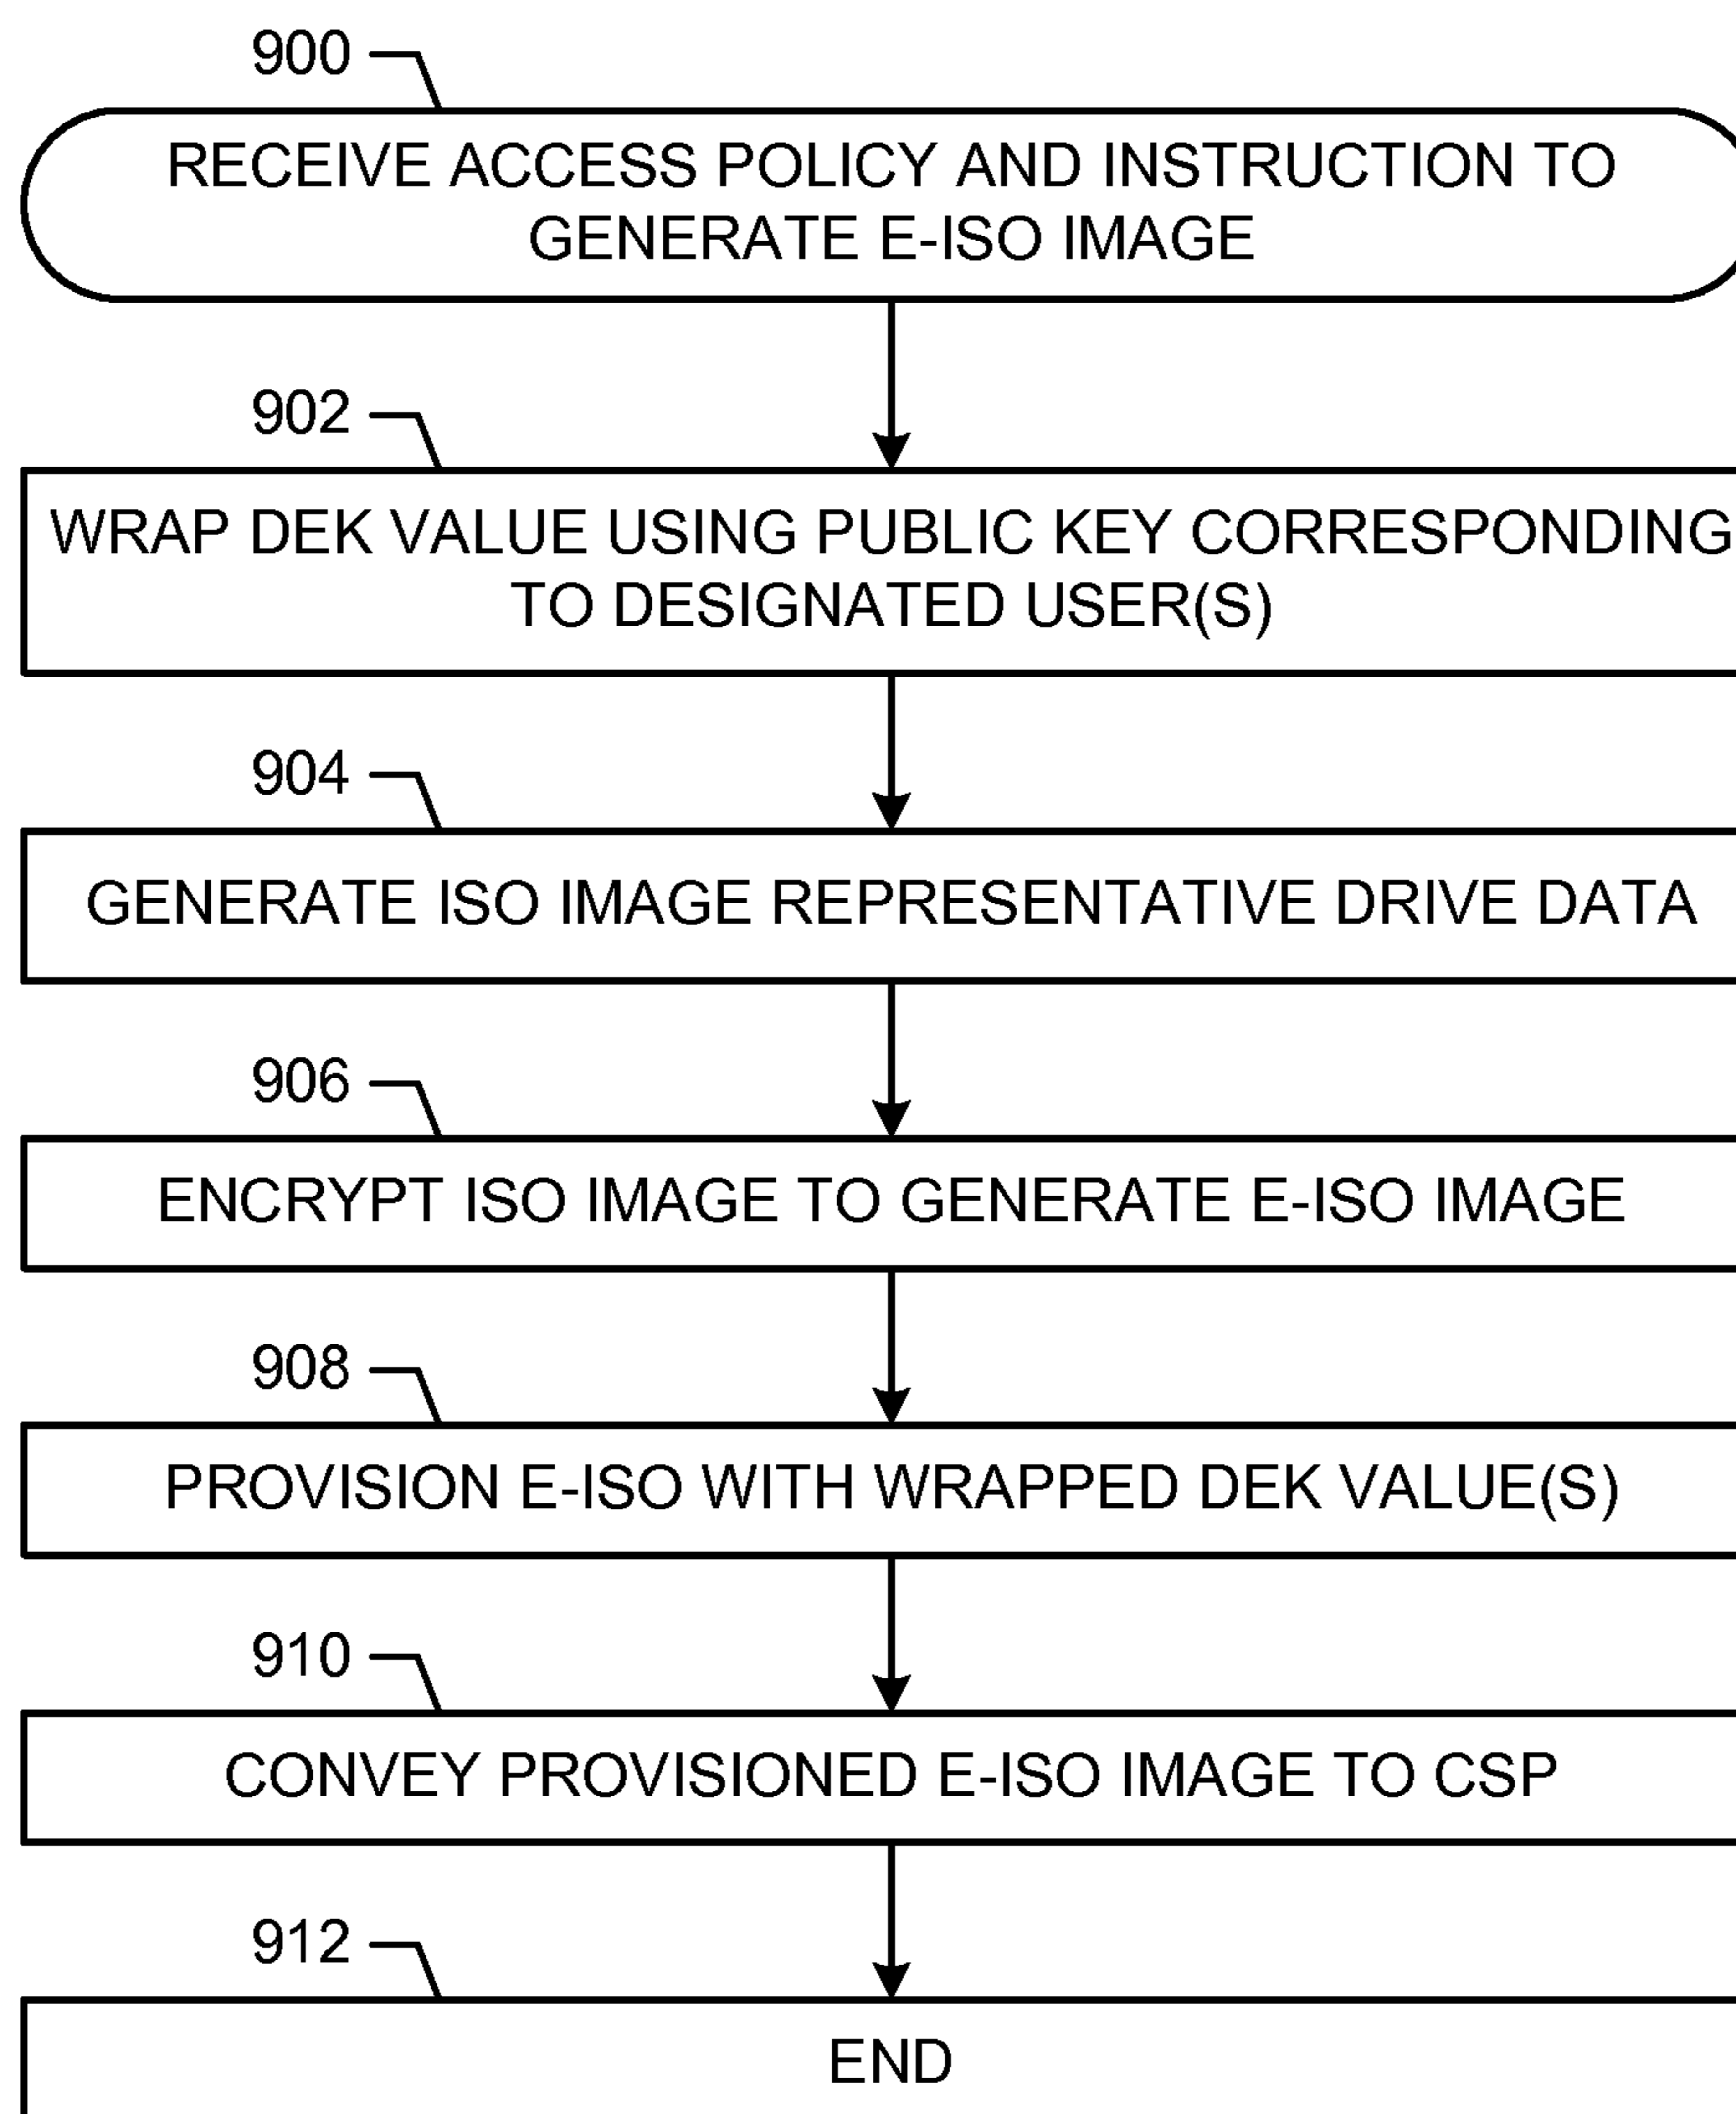 900
RECEIVE ACCESS POLICY AND INSTRUCTION TO
GENERATE E-ISO IMAGE
902
WRAP DEK VALUE USING PUBLIC KEY CORRESPONDING
TO DESIGNATED USER(S)
904
GENERATE ISO IMAGE REPRESENTATIVE DRIVE DATA
906
ENCRYPT ISO IMAGE TO GENERATE E-ISO IMAGE
908
PROVISION E-ISO WITH WRAPPED DEK VALUE(S)
910
CONVEY PROVISIONED E-ISO IMAGE TO CSP
912
END